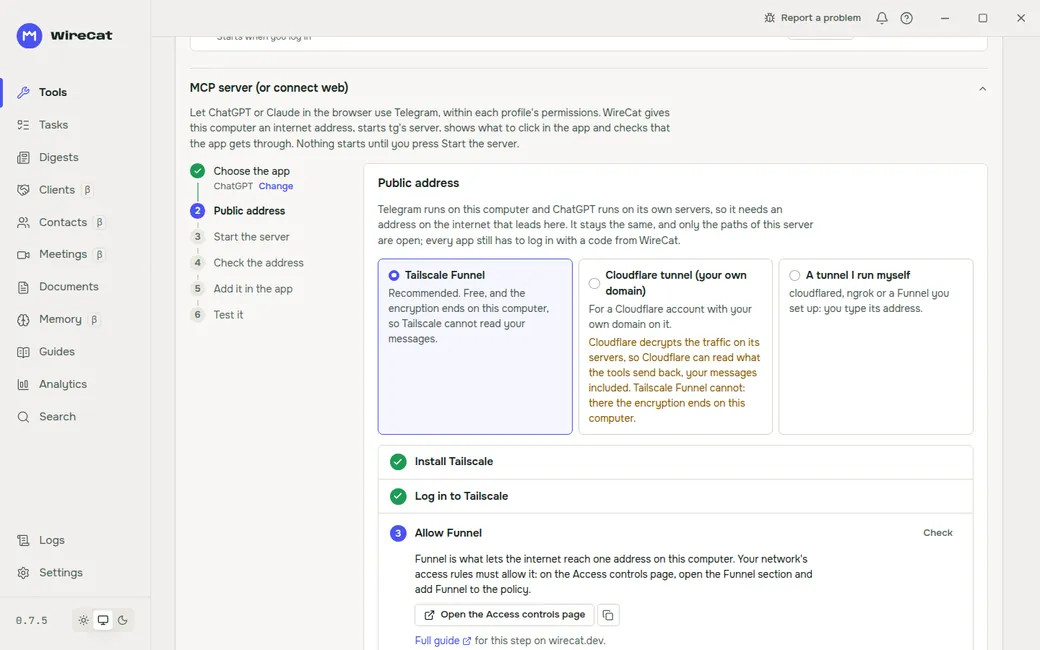 WireCat
Report a problem
Starts when you log in
Tools
Tasks
Digests
Clients β
Contacts β
Meetings β
Documents
Memory β
Guides
Analytics
Search
Logs
Settings
0.7.5
MCP server (or connect web)
Let ChatGPT or Claude in the browser use Telegram, within each profile's permissions. WireCat gives
this computer an internet address, starts tg's server, shows what to click in the app and checks that
the app gets through. Nothing starts until you press Start the server.
Choose the app
ChatGPT Change
2 Public address
3 Start the server
4 Check the address
5 Add it in the app
6 Test it
Public address
Telegram runs on this computer and ChatGPT runs on its own servers, so it needs an
address on the internet that leads here. It stays the same, and only the paths of this server
are open; every app still has to log in with a code from WireCat.
Tailscale Funnel
Recommended. Free, and the
encryption ends on this computer,
so Tailscale cannot read your
messages.
Cloudflare tunnel (your own
domain)
For a Cloudflare account with your
own domain on it.
Cloudflare decrypts the traffic on its
servers, so Cloudflare can read what
the tools send back, your messages
included. Tailscale Funnel cannot:
there the encryption ends on this
computer.
A tunnel I run myself
cloudflared, ngrok or a Funnel you
set up: you type its address.
Install Tailscale
Log in to Tailscale
3 Allow Funnel
Check
Funnel is what lets the internet reach one address on this computer. Your network's
access rules must allow it: on the Access controls page, open the Funnel section and
add Funnel to the policy.
Open the Access controls page
Full guide for this step on wirecat.dev.